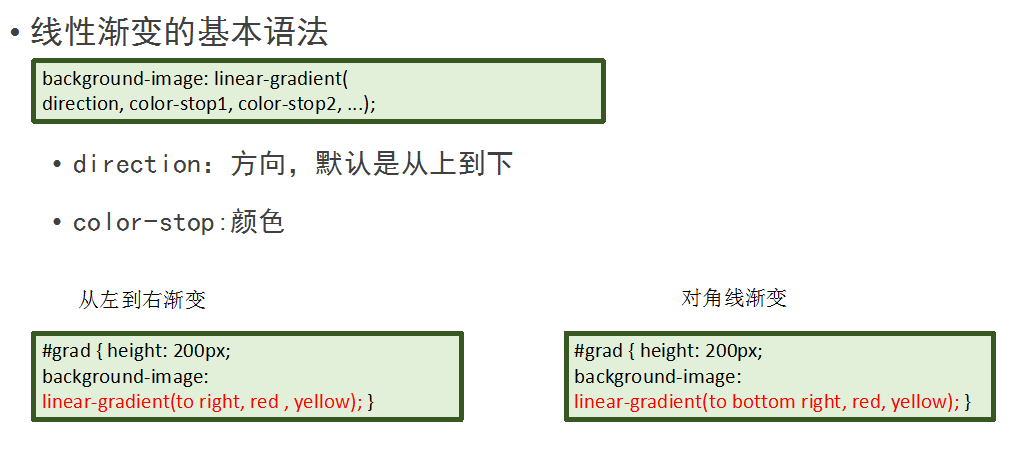 • 线性渐变的基本语法
background-image: linear-gradient(
direction, color-stop1, color-stop2, ...);
• direction：方向，默认是从上到下
• color-stop:颜色
从左到右渐变
#grad { height: 200px;
background-image:
linear-gradient(to right, red , yellow); }
对角线渐变
#grad { height: 200px;
background-image:
linear-gradient(to bottom right, red, yellow); }